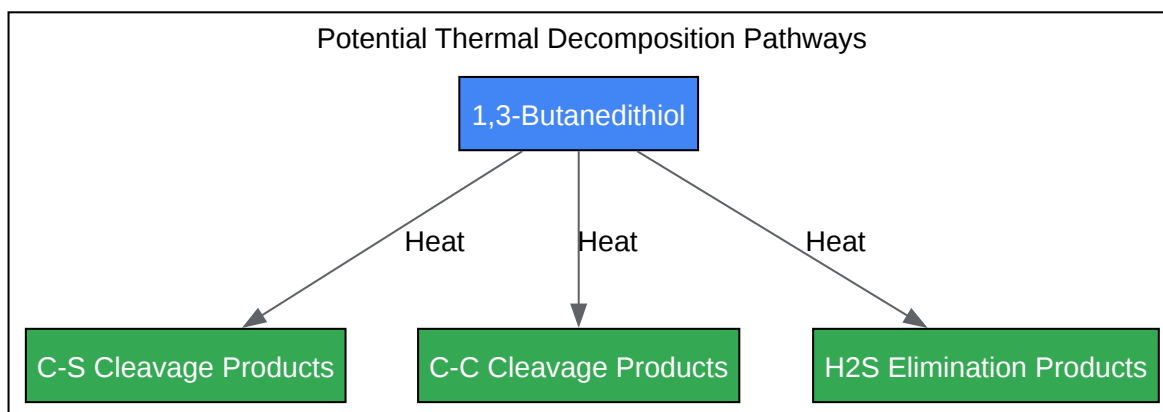 Potential Thermal Decomposition Pathways
1,3-Butanedithiol
Heat Heat Heat
C-S Cleavage Products C-C Cleavage Products H2S Elimination Products